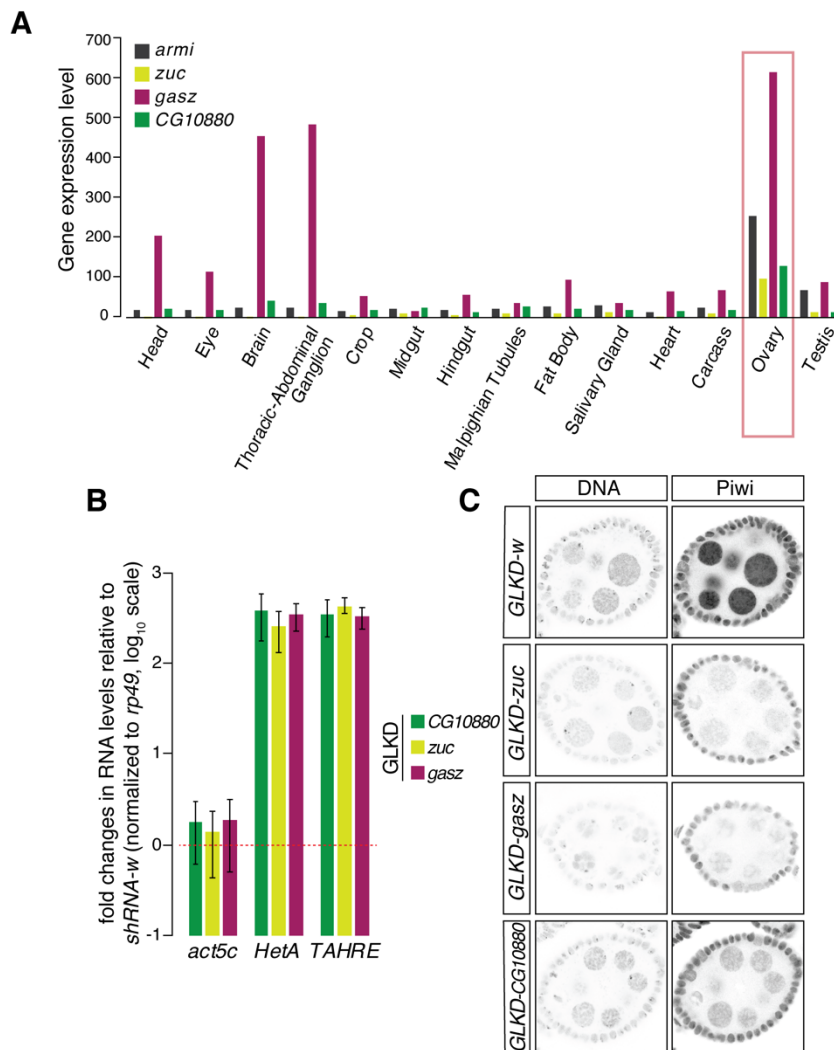 A
700
600
500
400
300
200
100
0
Gene expression level
armi
zuc
gasz
CG10880
Head
Eye
Brain
Thoracic-Abdominal
Ganglion
Crop
Midgut
Hindgut
Malpighian Tubules
Fat Body
Salivary Gland
Heart
Carcass
Ovary
Testis
B
fold changes in RNA levels relative to
shRNA-w (normalized to rp49, log10 scale)
3
2
1
0
-1
act5c HetA TAHRE
GLKD
CG10880
zuc
gasz
C
DNA Piwi
GLKD-w
GLKD-zuc
GLKD-gasz
GLKD-CG10880